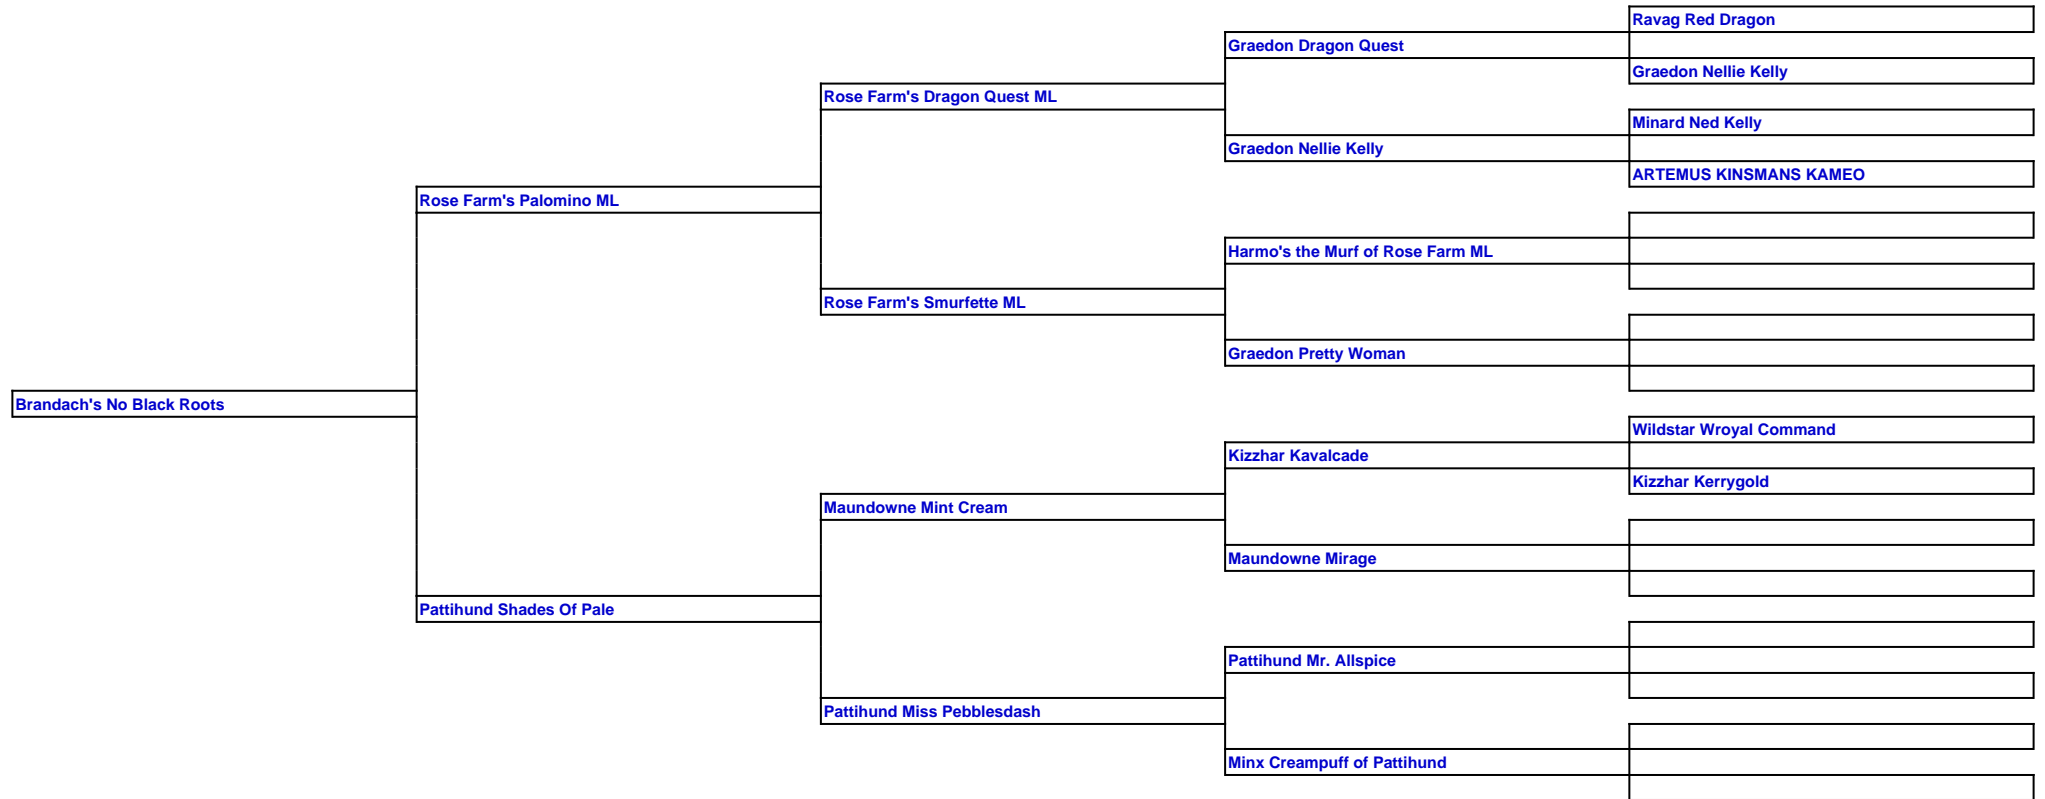 Ravag Red Dragon
Graedon Dragon Quest
Graedon Nellie Kelly
Rose Farm's Dragon Quest ML
Minard Ned Kelly
Graedon Nellie Kelly
ARTEMUS KINSMANS KAMEO
Rose Farm's Palomino ML
Harmo's the Murf of Rose Farm ML
Rose Farm's Smurfette ML
Graedon Pretty Woman
Brandach's No Black Roots
Wildstar Wroyal Command
Kizzhar Kavalcade
Kizzhar Kerrygold
Maundowne Mint Cream
Maundowne Mirage
Pattihund Shades Of Pale
Pattihund Mr. Allspice
Pattihund Miss Pebblesdash
Minx Creampuff of Pattihund